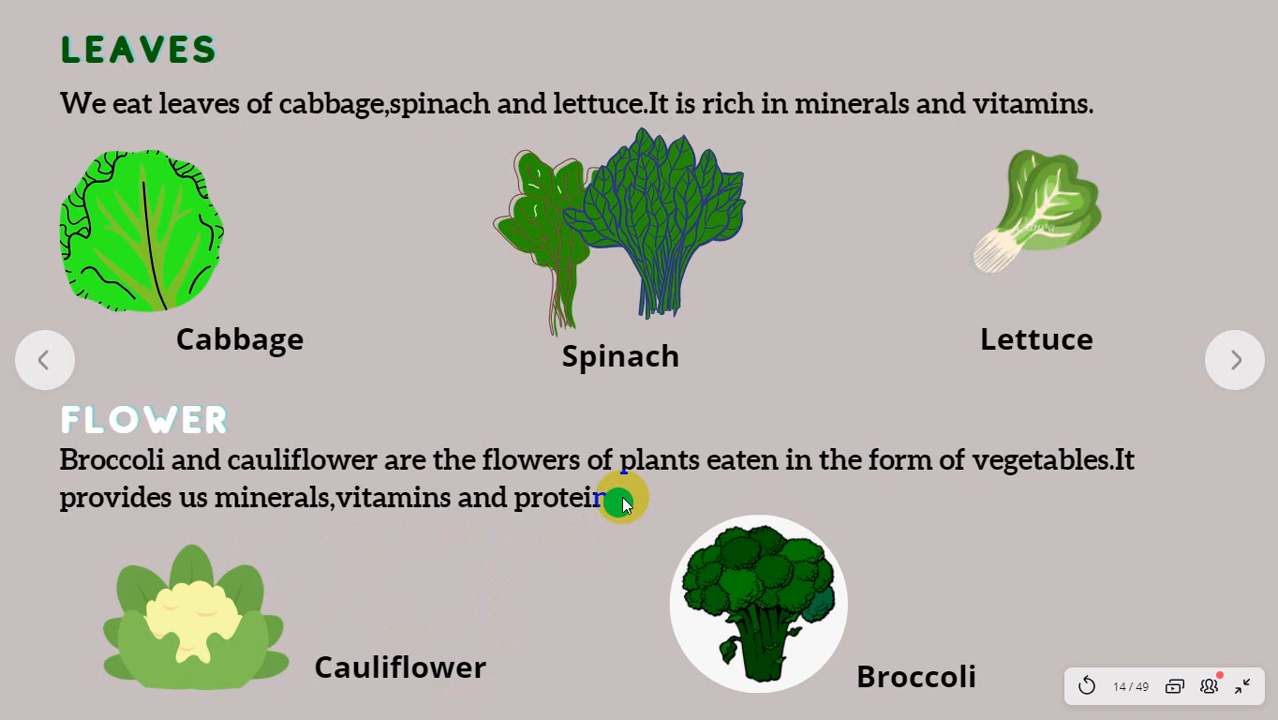 LEAVES
We eat leaves of cabbage,spinach and lettuce.It is rich in minerals and vitamins.
Cabbage
Spinach
Lettuce
FLOWER
Broccoli and cauliflower are the flowers of plants eaten in the form of vegetables.It
provides us minerals,vitamins and protein
Cauliflower
Broccoli
14 / 49